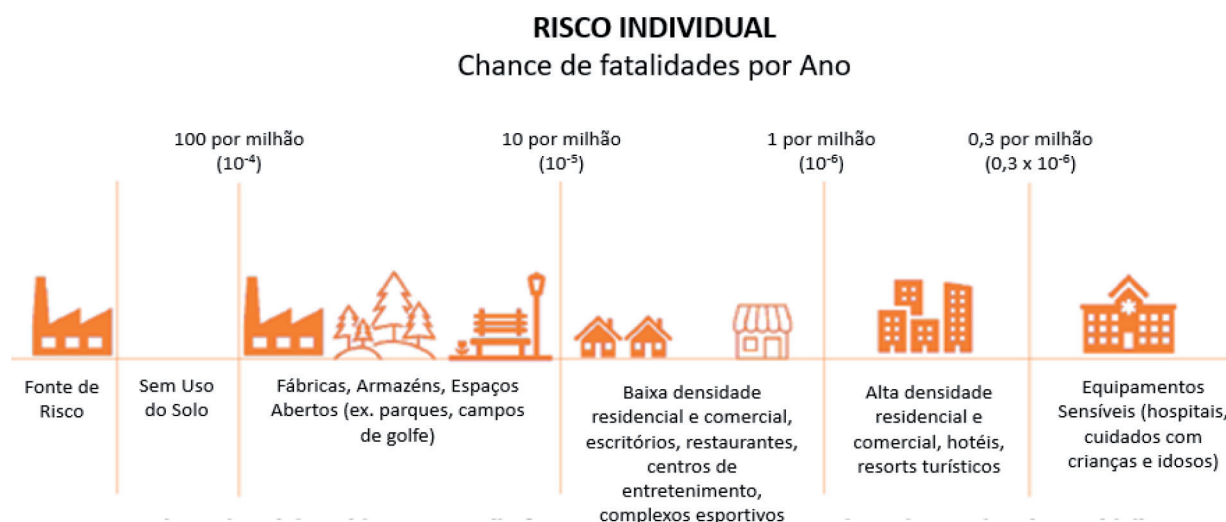 RISCO INDIVIDUAL
Chance de fatalidades por Ano
100 por milhão
(10⁻⁴)
10 por milhão
(10⁻⁵)
1 por milhão
(10⁻⁶)
0,3 por milhão
(0,3 x 10⁻⁶)
Fonte de
Risco
Sem Uso
do Solo
Fábricas, Armazéns, Espaços
Abertos (ex. parques, campos
de golfe)
Baixa densidade
residencial e comercial,
escritórios, restaurantes,
centros de
entretenimento,
complexos esportivos
Alta densidade
residencial e
comercial, hotéis,
resorts turísticos
Equipamentos
Sensíveis (hospitais,
cuidados com
crianças e idosos)